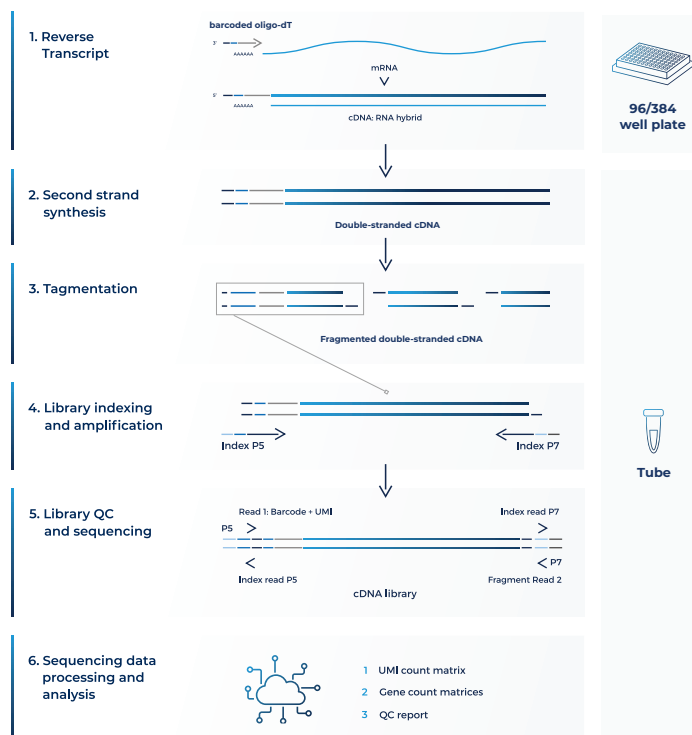 barcoded oligo-dT
1. Reverse
Transcript
3'
AAAAAA
mRNA
5'
AAAAAA
cDNA: RNA hybrid
96/384
well plate
2. Second strand
synthesis
Double-stranded cDNA
3. Tagmentation
Fragmented double-stranded cDNA
4. Library indexing
and amplification
Index P5
Index P7
Tube
5. Library QC
and sequencing
Read 1: Barcode + UMI
Index read P7
P5
P7
Index read P5
Fragment Read 2
cDNA library
6. Sequencing data
processing and
analysis
1 UMI count matrix
2 Gene count matrices
3 QC report